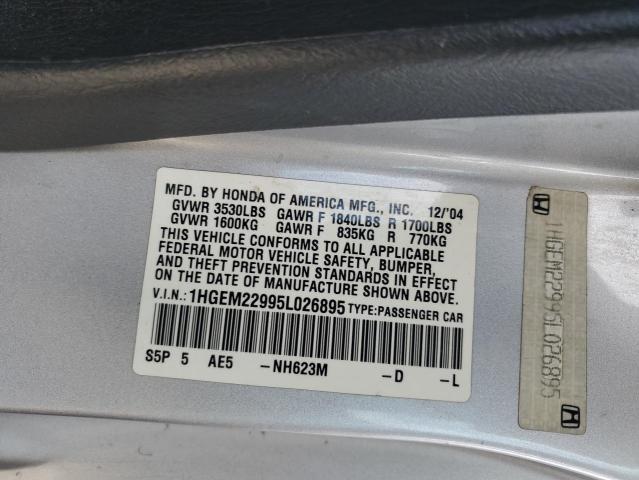 MFD. BY HONDA OF AMERICA MFG., INC. 12/'04
GVWR 3530LBS GAWR F 1840LBS R 1700LBS
GVWR 1600KG GAWR F 835KG R 770KG
THIS VEHICLE CONFORMS TO ALL APPLICABLE
FEDERAL MOTOR VEHICLE SAFETY, BUMPER,
AND THEFT PREVENTION STANDARDS IN EFFECT
ON THE DATE OF MANUFACTURE SHOWN ABOVE.
V.I.N.: 1HGEM22995L026895 TYPE:PASSENGER CAR
S5P 5 AE5 -NH623M -D -L
1HGEM22995L026895